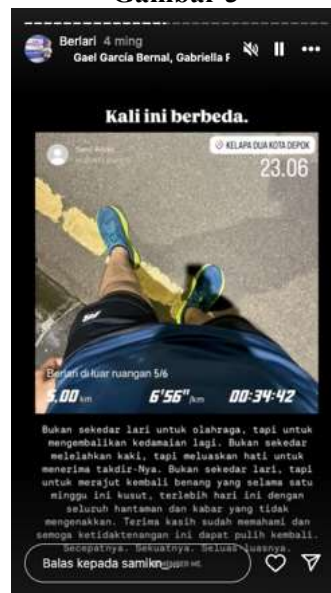 Berlari 4 ming
Gael García Bernal, Gabriella F
Kali ini berbeda.
KELAPA DUA KOTA DEPOK
23.06
Berlari di luar ruangan 5/6
5,00 km 6'56" /km 00:34:42
Bukan sekedar lari untuk olahraga, tapi untuk
mengembalikan kedamaian lagi. Bukan sekedar
melelahkan kaki, tapi meluaskan hati untuk
menerima takdir-Nya. Bukan sekedar lari, tapi
untuk merajut kembali benang yang selama satu
minggu ini kusut, terlebih hari ini dengan
seluruh hantaman dan kabar yang tidak
mengenakkan. Terima kasih sudah memahami dan
semoga ketidaktenangan ini dapat pulih kembali.
Secepatnya. Sekuatnya. Seluas-luasnya.
Balas kepada samikn